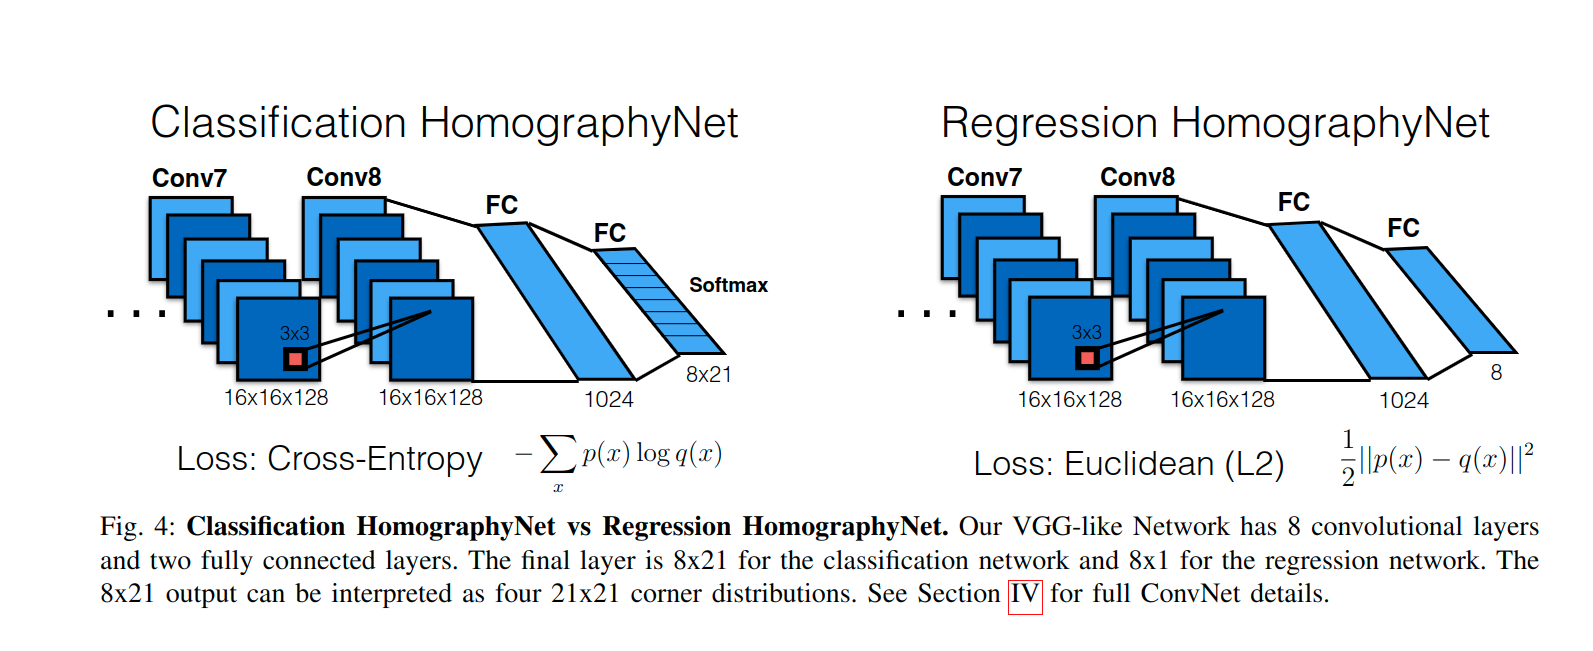 Classification HomographyNet
Conv7
Conv8
FC
FC
Softmax
. . .
3x3
16x16x128
16x16x128
1024
8x21
Loss: Cross-Entropy
− ∑ₓ p(x) log q(x)
Regression HomographyNet
Conv7
Conv8
FC
FC
. . .
3x3
16x16x128
16x16x128
1024
8
Loss: Euclidean (L2)
1/2 ||p(x) − q(x)||²
Fig. 4: Classification HomographyNet vs Regression HomographyNet. Our VGG-like Network has 8 convolutional layers
and two fully connected layers. The final layer is 8x21 for the classification network and 8x1 for the regression network. The
8x21 output can be interpreted as four 21x21 corner distributions. See Section IV for full ConvNet details.